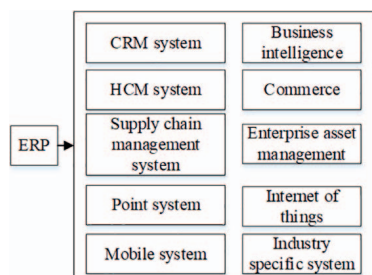 ERP
CRM system
HCM system
Supply chain
management
system
Point system
Mobile system
Business
intelligence
Commerce
Enterprise asset
management
Internet of
things
Industry
specific system